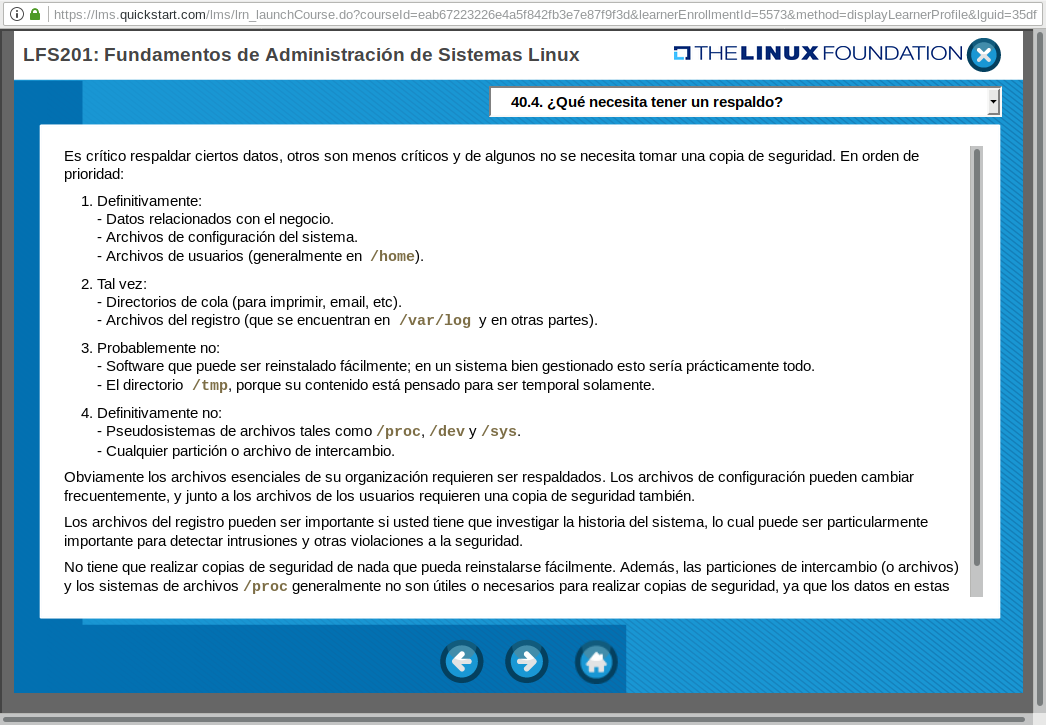 https://lms.quickstart.com/lms/lrn_launchCourse.do?courseId=eab67223226e4a5f842fb3e7e87f9f3d&learnerEnrollmentId=5573&method=displayLearnerProfile&lguid=35df
LFS201: Fundamentos de Administración de Sistemas Linux
THE LINUX FOUNDATION
40.4. ¿Qué necesita tener un respaldo?
Es crítico respaldar ciertos datos, otros son menos críticos y de algunos no se necesita tomar una copia de seguridad. En orden de
prioridad:
1. Definitivamente:
- Datos relacionados con el negocio.
- Archivos de configuración del sistema.
- Archivos de usuarios (generalmente en /home).
2. Tal vez:
- Directorios de cola (para imprimir, email, etc).
- Archivos del registro (que se encuentran en /var/log y en otras partes).
3. Probablemente no:
- Software que puede ser reinstalado fácilmente; en un sistema bien gestionado esto sería prácticamente todo.
- El directorio /tmp, porque su contenido está pensado para ser temporal solamente.
4. Definitivamente no:
- Pseudosistemas de archivos tales como /proc, /dev y /sys.
- Cualquier partición o archivo de intercambio.
Obviamente los archivos esenciales de su organización requieren ser respaldados. Los archivos de configuración pueden cambiar
frecuentemente, y junto a los archivos de los usuarios requieren una copia de seguridad también.
Los archivos del registro pueden ser importante si usted tiene que investigar la historia del sistema, lo cual puede ser particularmente
importante para detectar intrusiones y otras violaciones a la seguridad.
No tiene que realizar copias de seguridad de nada que pueda reinstalarse fácilmente. Además, las particiones de intercambio (o archivos)
y los sistemas de archivos /proc generalmente no son útiles o necesarios para realizar copias de seguridad, ya que los datos en estas